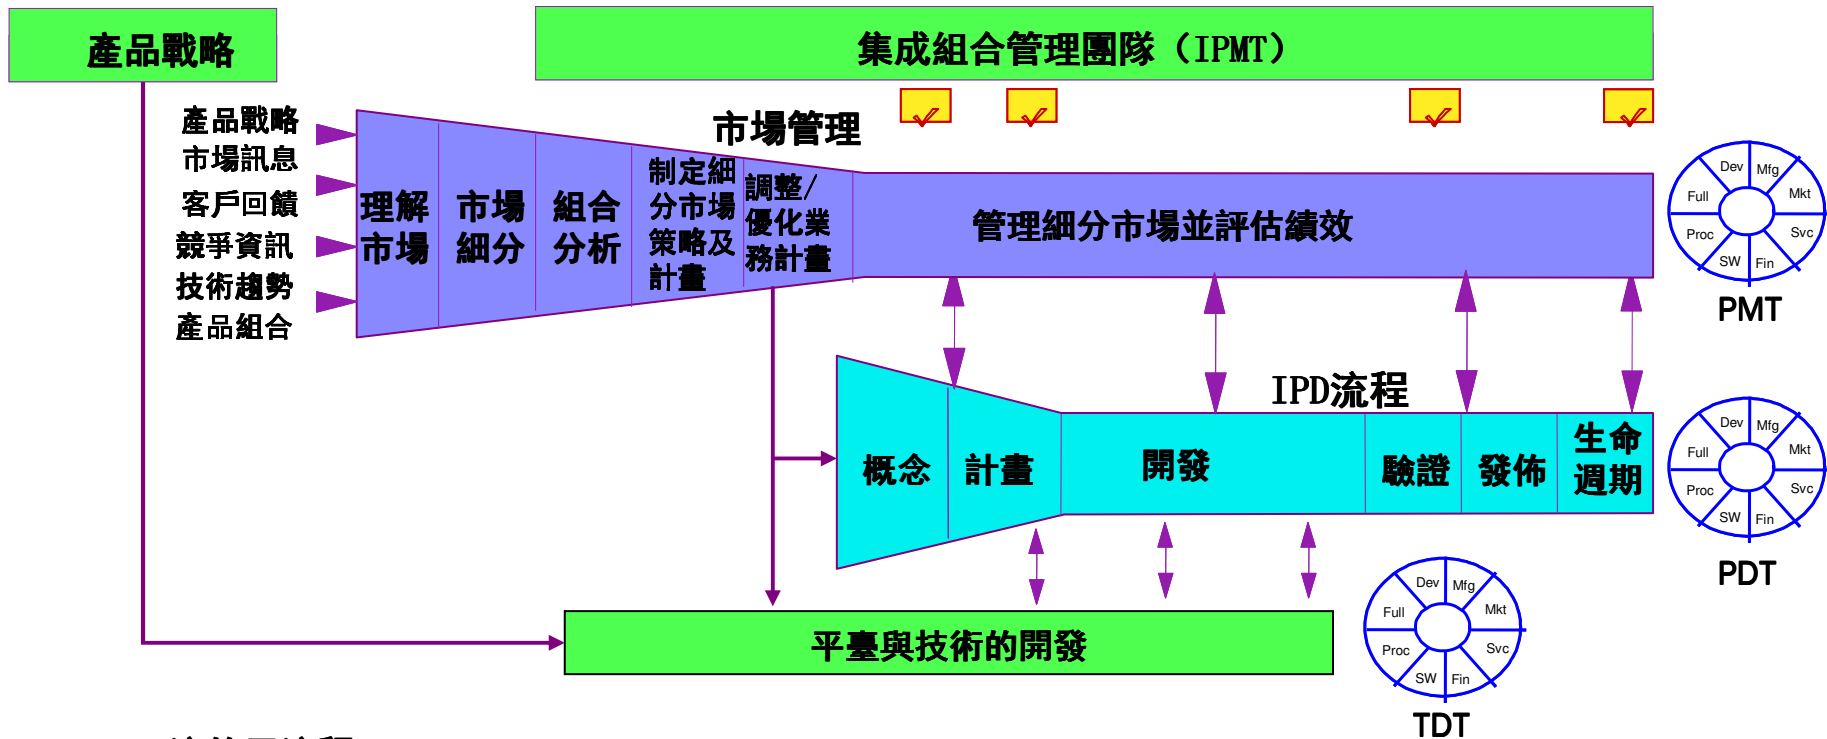 產品戰略
集成組合管理團隊（IPMT）
市場管理
產品戰略
市場訊息
客戶回饋
競爭資訊
技術趨勢
產品組合
理解
市場
市場
細分
組合
分析
制定細
分市場
策略及
計畫
調整/
優化業
務計畫
管理細分市場並評估績效
Dev
Mfg
Full
Mkt
Proc
Svc
SW
Fin
PMT
IPD流程
概念
計畫
開發
驗證
發佈
生命
週期
Dev
Mfg
Full
Mkt
Proc
Svc
SW
Fin
PDT
平臺與技術的開發
Dev
Mfg
Full
Mkt
Proc
Svc
SW
Fin
TDT